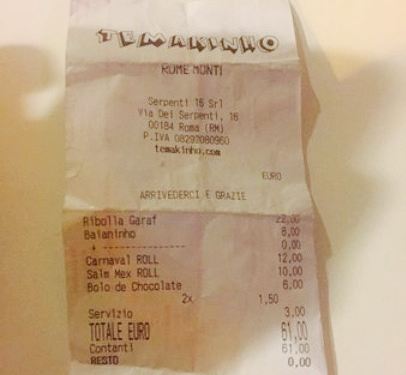 TEMAKINHO
ROME MONTI
Serpenti 16 Srl
Via Dei Serpenti, 16
00184 Roma (RM)
P.IVA 08297080960
temakinho.com
EURO
ARRIVEDERCI E GRAZIE
Ribolla Garaf 22,00
Baianinho 8,00
+ ---------------- 0,00
Carnaval ROLL 12,00
Salm Mex ROLL 10,00
Bolo de Chocolate 6,00
2x 1,50
Servizio 3,00
TOTALE EURO 61,00
Contanti 61,00
RESTO 0,00